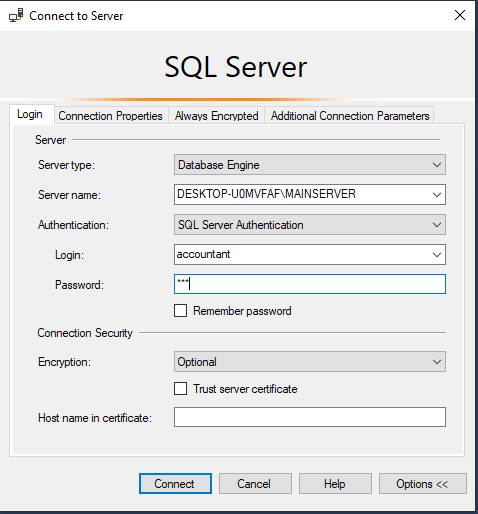 Connect to Server
SQL Server
Login Connection Properties Always Encrypted Additional Connection Parameters
Server
Server type: Database Engine
Server name: DESKTOP-U0MVFAF\MAINSERVER
Authentication: SQL Server Authentication
Login: accountant
Password: ***
Remember password
Connection Security
Encryption: Optional
Trust server certificate
Host name in certificate:
Connect Cancel Help Options <<